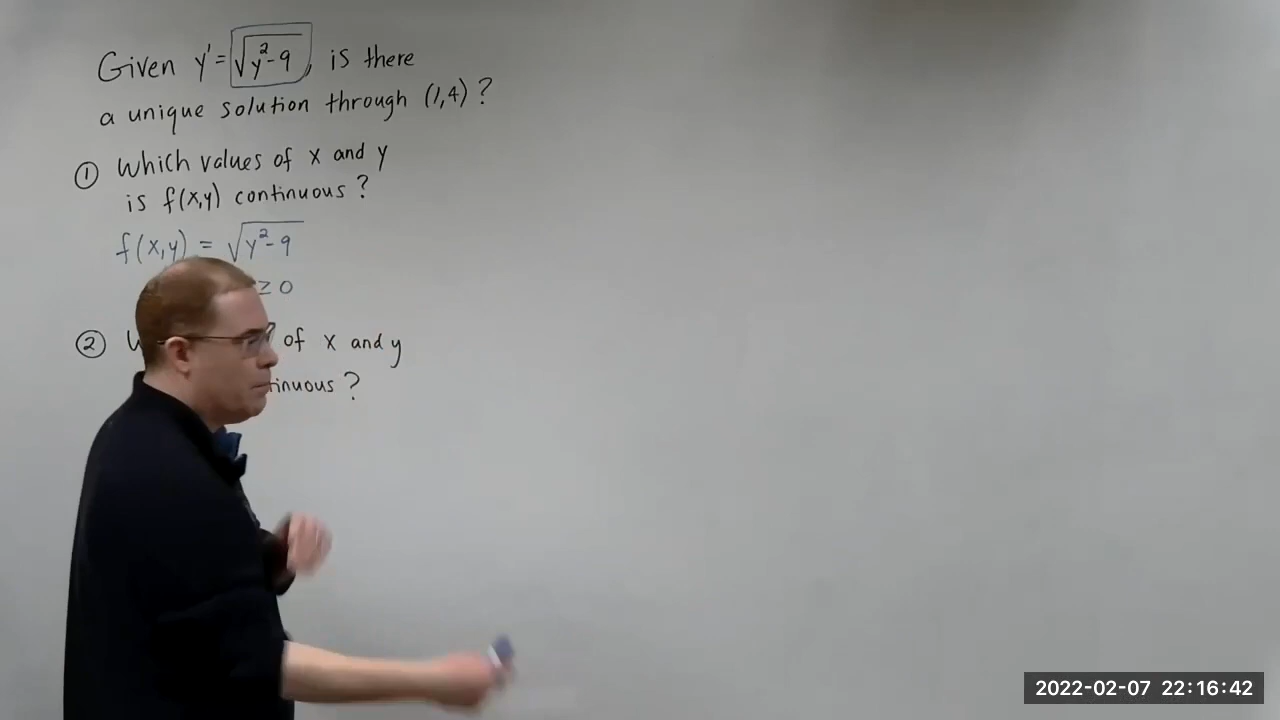 Given y' = √y²-9, is there
a unique solution through (1,4)?
① Which values of x and y
is f(x,y) continuous?
f(x,y) = √y²-9
≥ 0
② of x and y
?
2022-02-07 22:16:42